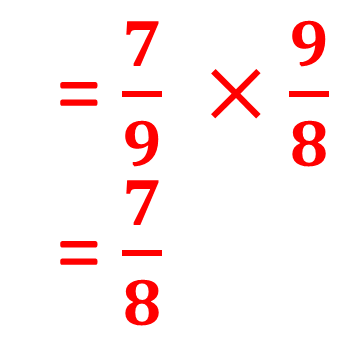 = 7/9 × 9/8
= 7/8